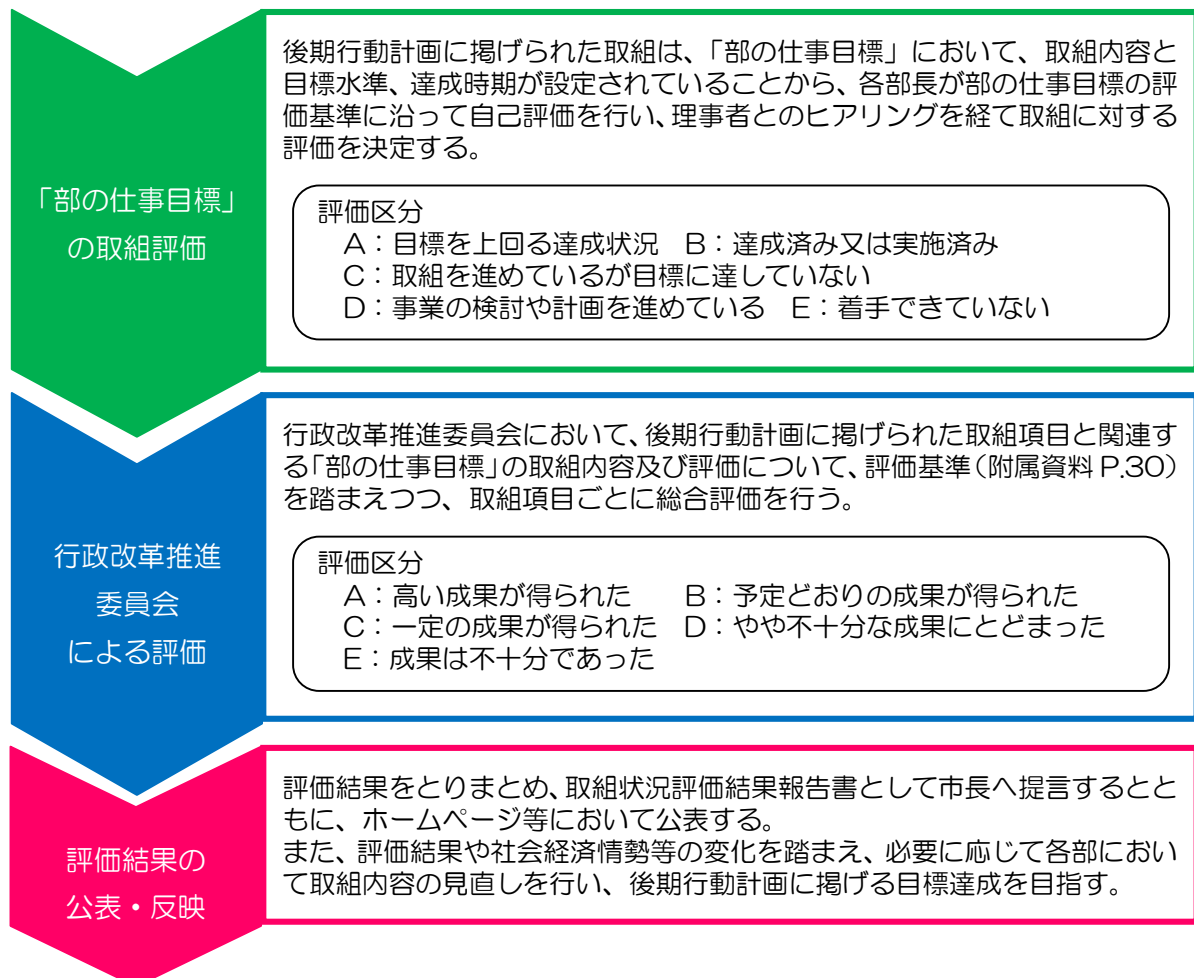 「部の仕事目標」
の取組評価
後期行動計画に掲げられた取組は、「部の仕事目標」において、取組内容と
目標水準、達成時期が設定されていることから、各部長が部の仕事目標の評
価基準に沿って自己評価を行い、理事者とのヒアリングを経て取組に対する
評価を決定する。
評価区分
A：目標を上回る達成状況　B：達成済み又は実施済み
C：取組を進めているが目標に達していない
D：事業の検討や計画を進めている　E：着手できていない
行政改革推進
委員会
による評価
行政改革推進委員会において、後期行動計画に掲げられた取組項目と関連す
る「部の仕事目標」の取組内容及び評価について、評価基準（附属資料 P.30）
を踏まえつつ、取組項目ごとに総合評価を行う。
評価区分
A：高い成果が得られた　　B：予定どおりの成果が得られた
C：一定の成果が得られた　D：やや不十分な成果にとどまった
E：成果は不十分であった
評価結果の
公表・反映
評価結果をとりまとめ、取組状況評価結果報告書として市長へ提言するとと
もに、ホームページ等において公表する。
また、評価結果や社会経済情勢等の変化を踏まえ、必要に応じて各部におい
て取組内容の見直しを行い、後期行動計画に掲げる目標達成を目指す。